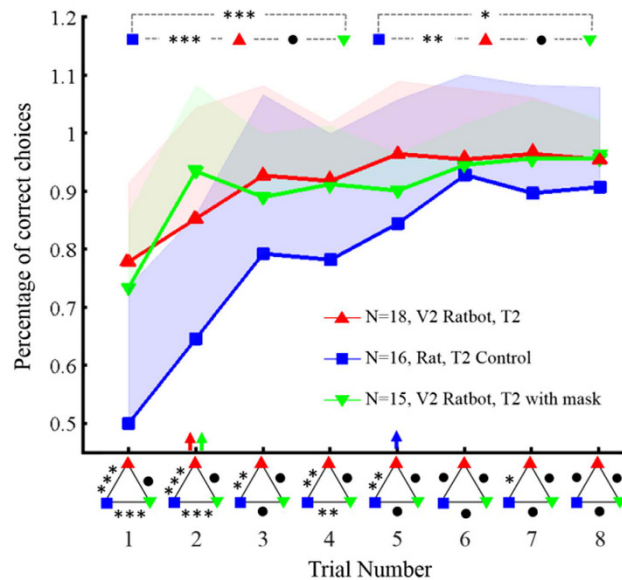 1.2
*** *
*** ● ** ●
1.1
1
0.9
0.8
0.7
0.6
0.5
Percentage of correct choices
N=18, V2 Ratbot, T2
N=16, Rat, T2 Control
N=15, V2 Ratbot, T2 with mask
*** *** ** ** ** *
*** *** **
1 2 3 4 5 6 7 8
Trial Number